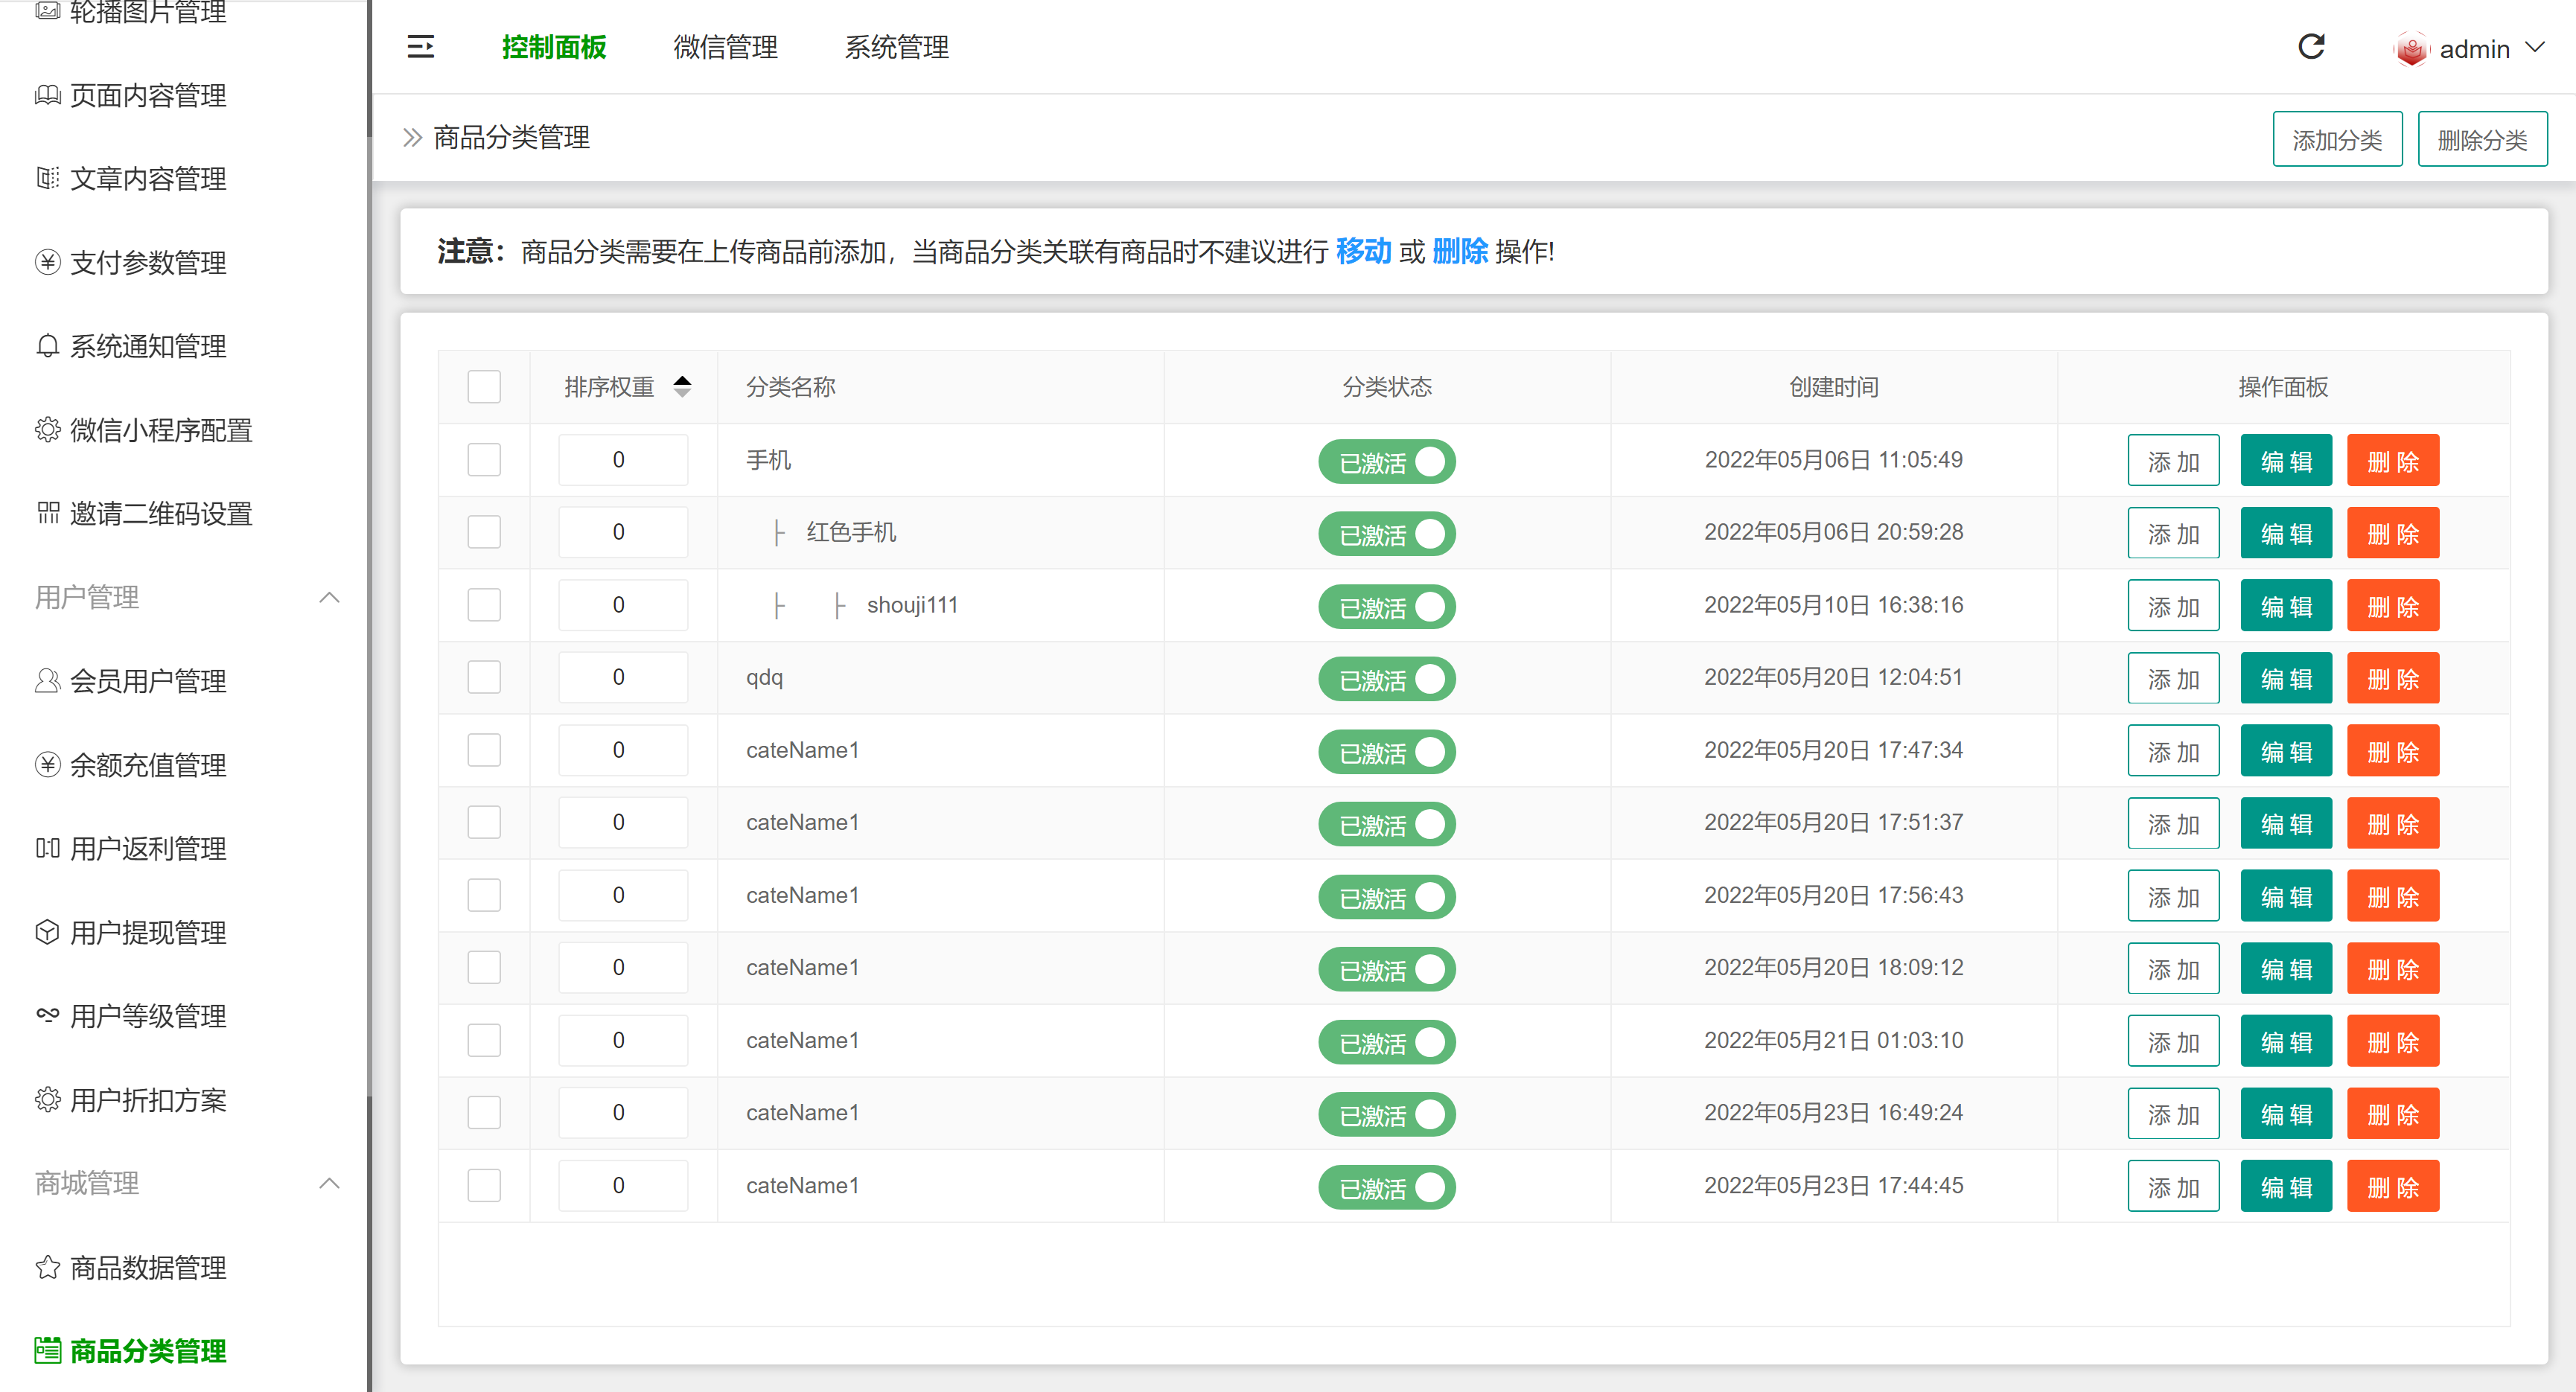 轮播图片管理
页面内容管理
文章内容管理
支付参数管理
系统通知管理
微信小程序配置
邀请二维码设置
用户管理
会员用户管理
余额充值管理
用户返利管理
用户提现管理
用户等级管理
用户折扣方案
商城管理
商品数据管理
商品分类管理
控制面板 微信管理 系统管理 admin
商品分类管理 添加分类 删除分类
注意：商品分类需要在上传商品前添加，当商品分类关联有商品时不建议进行 移动 或 删除 操作!
排序权重 分类名称 分类状态 创建时间 操作面板
0 手机 已激活 2022年05月06日 11:05:49 添 加 编 辑 删 除
0 ├ 红色手机 已激活 2022年05月06日 20:59:28 添 加 编 辑 删 除
0 ├ ├ shouji111 已激活 2022年05月10日 16:38:16 添 加 编 辑 删 除
0 qdq 已激活 2022年05月20日 12:04:51 添 加 编 辑 删 除
0 cateName1 已激活 2022年05月20日 17:47:34 添 加 编 辑 删 除
0 cateName1 已激活 2022年05月20日 17:51:37 添 加 编 辑 删 除
0 cateName1 已激活 2022年05月20日 17:56:43 添 加 编 辑 删 除
0 cateName1 已激活 2022年05月20日 18:09:12 添 加 编 辑 删 除
0 cateName1 已激活 2022年05月21日 01:03:10 添 加 编 辑 删 除
0 cateName1 已激活 2022年05月23日 16:49:24 添 加 编 辑 删 除
0 cateName1 已激活 2022年05月23日 17:44:45 添 加 编 辑 删 除